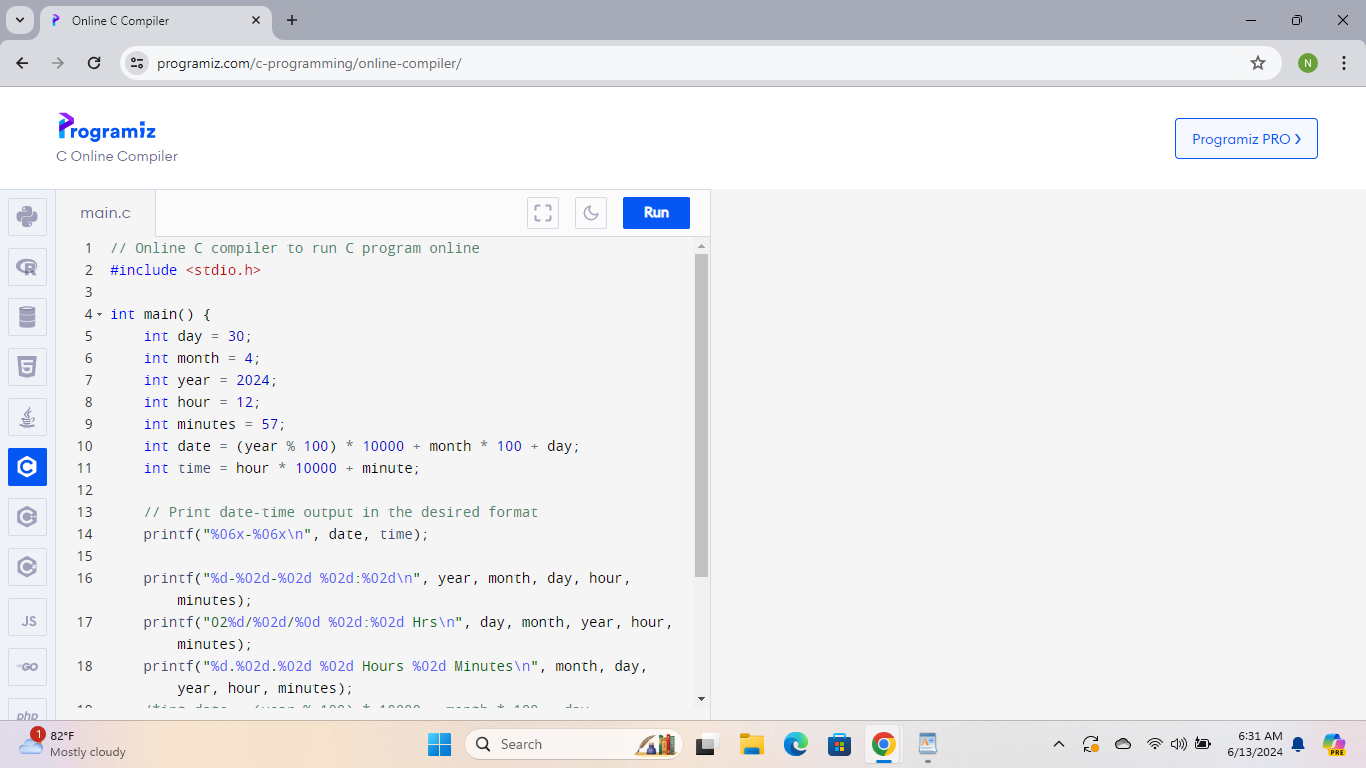 Online C Compiler
programiz.com/c-programming/online-compiler/
N
Programiz
C Online Compiler
Programiz PRO
main.c
Run
1 // Online C compiler to run C program online
2 #include <stdio.h>
3
4 int main() {
5 int day = 30;
6 int month = 4;
7 int year = 2024;
8 int hour = 12;
9 int minutes = 57;
10 int date = (year % 100) * 10000 + month * 100 + day;
11 int time = hour * 10000 + minute;
12
13 // Print date-time output in the desired format
14 printf("%06x-%06x\n", date, time);
15
16 printf("%d-%02d-%02d %02d:%02d\n", year, month, day, hour,
minutes);
17 printf("02%d/%02d/%0d %02d:%02d Hrs\n", day, month, year, hour,
minutes);
18 printf("%d.%02d.%02d %02d Hours %02d Minutes\n", month, day,
year, hour, minutes);
JS
GO
php
1
82°F
Mostly cloudy
Search
PRE
6:31 AM
6/13/2024